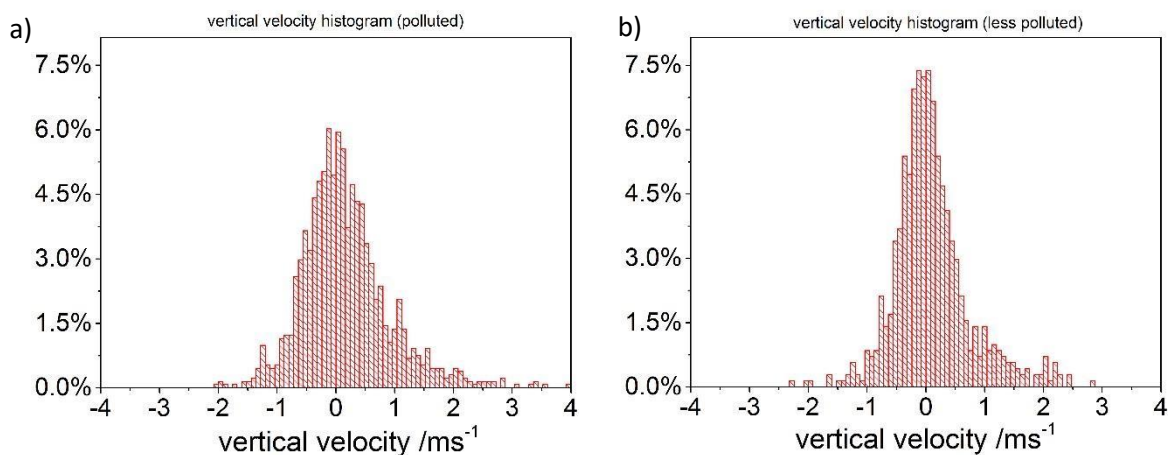 a)
vertical velocity histogram (polluted)
7.5%
6.0%
4.5%
3.0%
1.5%
0.0%
-4 -3 -2 -1 0 1 2 3 4
vertical velocity /ms-1
b)
vertical velocity histogram (less polluted)
7.5%
6.0%
4.5%
3.0%
1.5%
0.0%
-4 -3 -2 -1 0 1 2 3 4
vertical velocity /ms-1